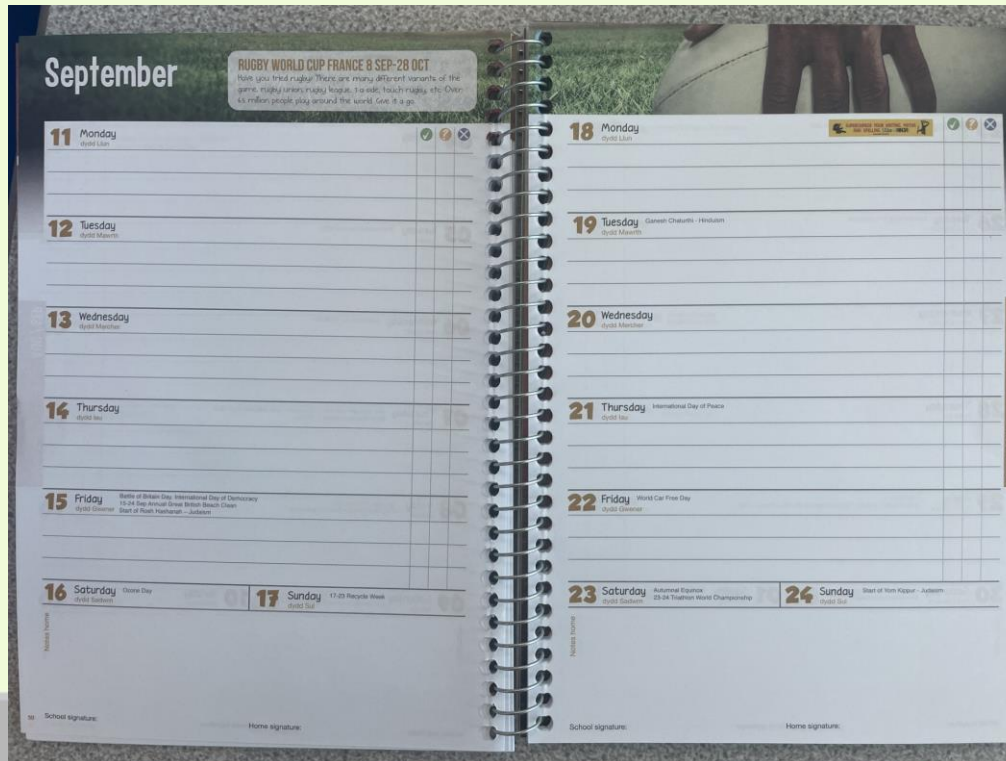 September
RUGBY WORLD CUP FRANCE 8 SEP-28 OCT
Have you tried rugby? There are many different variants of the
game, rugby union, rugby league, touch rugby, etc. Over
million people play around the world. Give it a go.
11 Monday
dydd Llun
12 Tuesday
dydd Mawrth
13 Wednesday
dydd Mercher
14 Thursday
dydd Iau
15 Friday
dydd Gwener
Battle of Britain Day, International Day of Democracy
15-24 Sep Annual Great British Beach Clean
Start of Rosh Hashanah – Judaism
16 Saturday Ozone Day
dydd Sadwrn
17 Sunday 17-23 Recycle Week
dydd Sul
Notes home
School signature:
Home signature:
18 Monday
dydd Llun
19 Tuesday Ganesh Chaturthi - Hinduism
dydd Mawrth
20 Wednesday
dydd Mercher
21 Thursday International Day of Peace
dydd Iau
22 Friday World Car Free Day
dydd Gwener
23 Saturday
dydd Sadwrn
Autumnal Equinox
23-24 Triathlon World Championship
24 Sunday Start of Yom Kippur - Judaism
dydd Sul
Notes home
School signature:
Home signature: